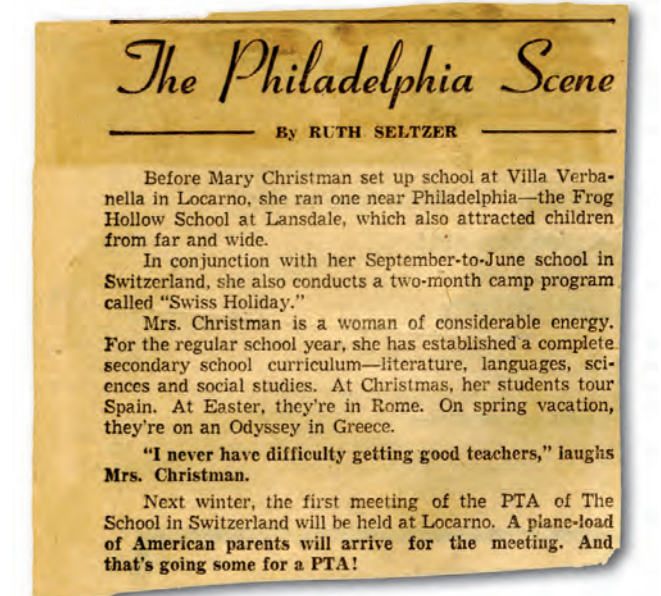 The Philadelphia Scene
By RUTH SELTZER
Before Mary Christman set up school at Villa Verba-
nella in Locarno, she ran one near Philadelphia—the Frog
Hollow School at Lansdale, which also attracted children
from far and wide.
In conjunction with her September-to-June school in
Switzerland, she also conducts a two-month camp program
called "Swiss Holiday."
Mrs. Christman is a woman of considerable energy.
For the regular school year, she has established a complete
secondary school curriculum—literature, languages, sci-
ences and social studies. At Christmas, her students tour
Spain. At Easter, they're in Rome. On spring vacation,
they're on an Odyssey in Greece.
"I never have difficulty getting good teachers," laughs
Mrs. Christman.
Next winter, the first meeting of the PTA of The
School in Switzerland will be held at Locarno. A plane-load
of American parents will arrive for the meeting. And
that's going some for a PTA!